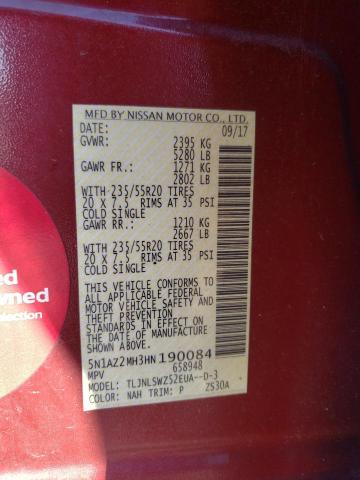 MFD BY NISSAN MOTOR CO., LTD.
DATE: 09/17
GVWR: 2395 KG
5280 LB
GAWR FR.: 1271 KG
2802 LB
WITH 235/55R20 TIRES
20 X 7.5 RIMS AT 35 PSI
COLD SINGLE
GAWR RR.: 1210 KG
2667 LB
WITH 235/55R20 TIRES
20 X 7.5 RIMS AT 35 PSI
COLD SINGLE
THIS VEHICLE CONFORMS TO
ALL APPLICABLE FEDERAL
MOTOR VEHICLE SAFETY AND
THEFT PREVENTION
STANDARDS IN EFFECT ON
THE DATE OF MANUFACTURE
SHOWN ABOVE
5N1AZ2MH3HN190084
MPV 658948
MODEL: TLJNLSWZ52EUA--D-3
COLOR: NAH TRIM: P Z530A
ed
wned
lection